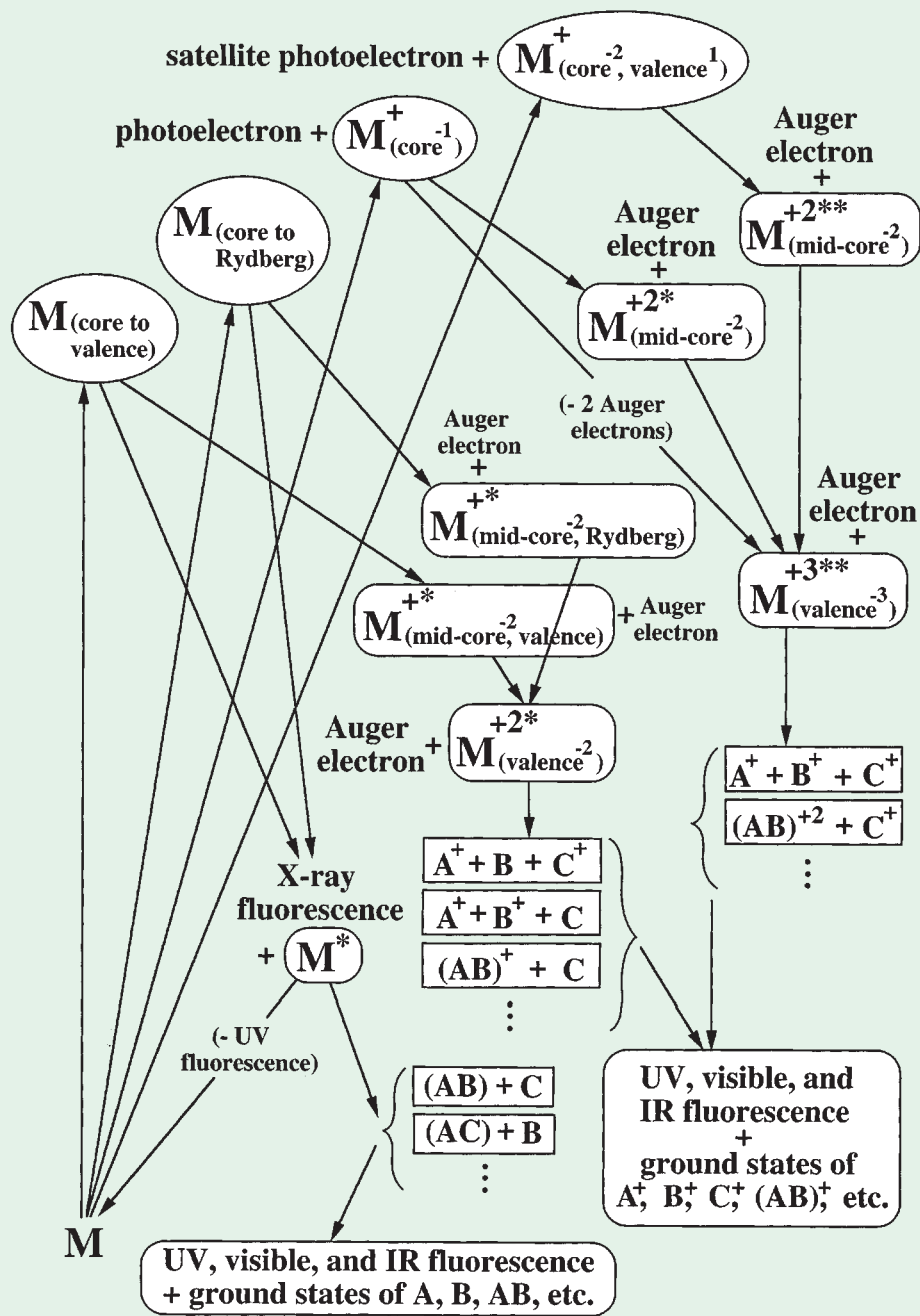 satellite photoelectron + M⁺(core⁻², valence¹)
photoelectron + M⁺(core⁻¹)
Auger
electron
+
M⁺²**(mid-core⁻²)
M(core to
Rydberg)
Auger
electron
+
M⁺²*(mid-core⁻²)
M(core to
valence)
(- 2 Auger
electrons)
Auger
electron
+
M⁺*(mid-core⁻², Rydberg)
Auger
electron
+
M⁺³**(valence⁻³)
M⁺*(mid-core⁻², valence)
+ Auger
electron
Auger
electron + M⁺²*(valence⁻²)
A⁺ + B⁺ + C⁺
(AB)⁺² + C⁺
⋮
A⁺ + B + C⁺
A⁺ + B⁺ + C
(AB)⁺ + C
⋮
X-ray
fluorescence
+ M*
(- UV
fluorescence)
(AB) + C
(AC) + B
⋮
UV, visible, and
IR fluorescence
+
ground states of
A⁺, B⁺, C⁺, (AB)⁺, etc.
M
UV, visible, and IR fluorescence
+ ground states of A, B, AB, etc.